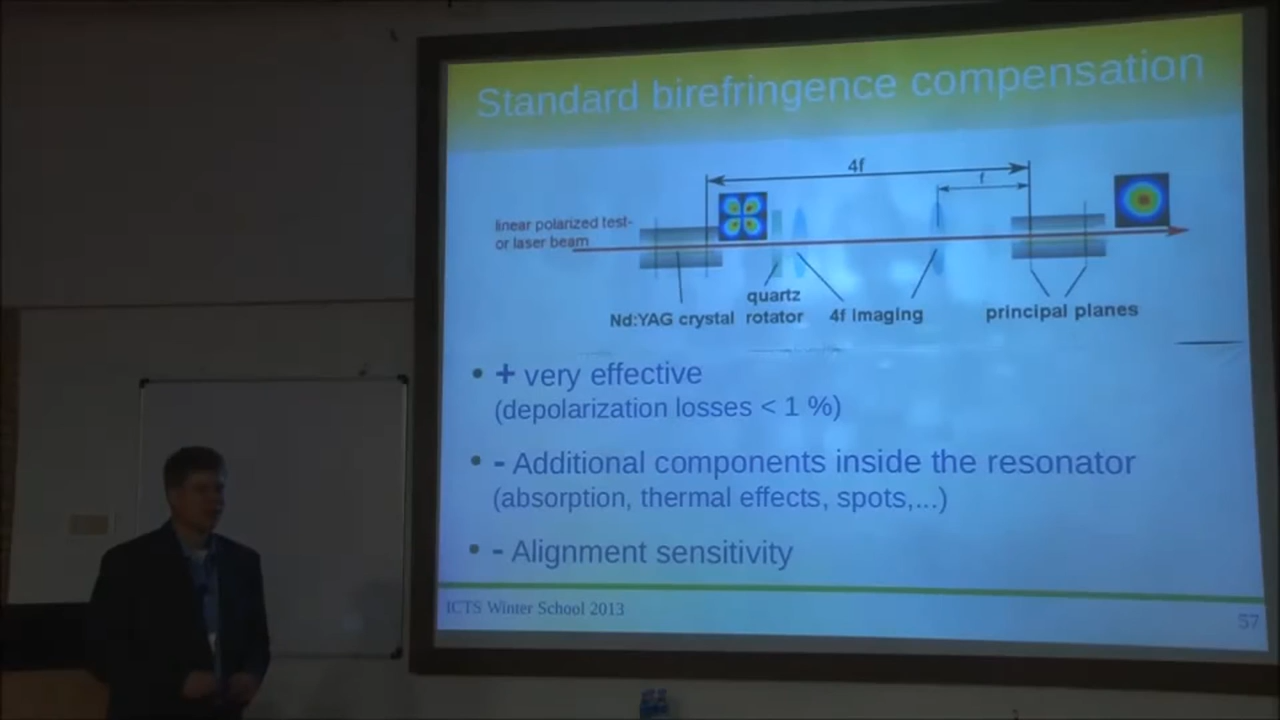 Standard birefringence compensation
4f
f
linear polarized test-
or laser beam
quartz
Nd:YAG crystal rotator 4f Imaging principal planes
• + very effective
(depolarization losses < 1 %)
• - Additional components inside the resonator
(absorption, thermal effects, spots,...)
• - Alignment sensitivity
ICTS Winter School 2013
57